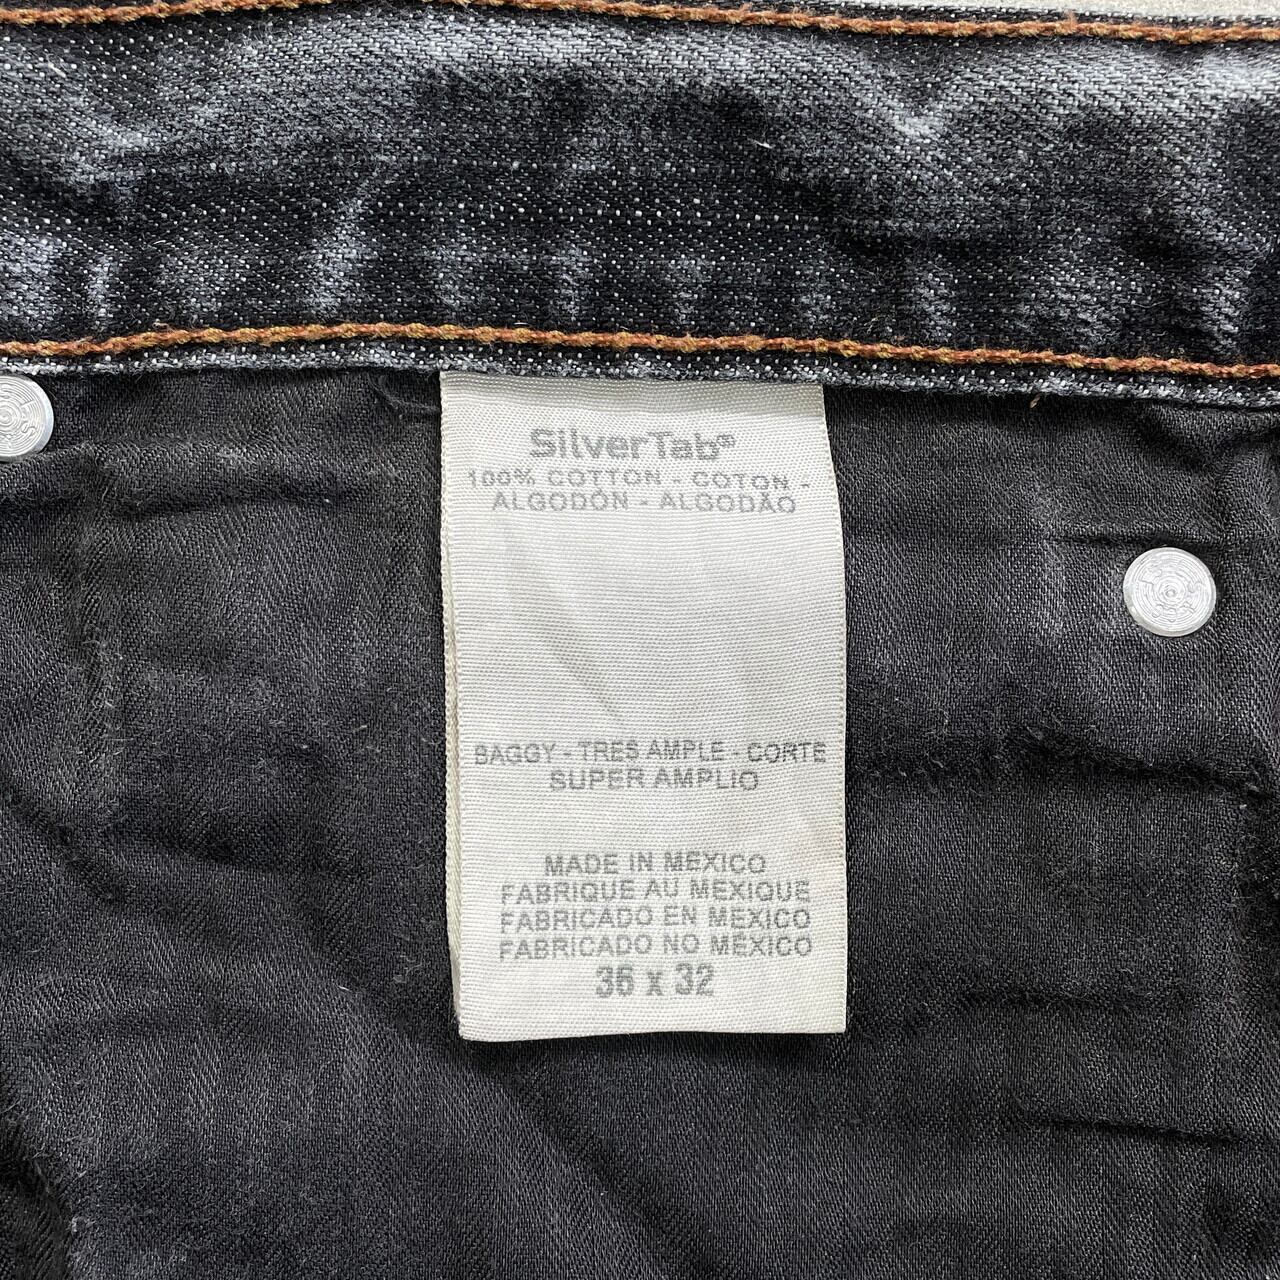 SilverTab®
100% COTTON - COTON -
ALGODÓN - ALGODÃO
BAGGY - TRES AMPLE - CORTE
SUPER AMPLIO
MADE IN MEXICO
FABRIQUE AU MEXIQUE
FABRICADO EN MEXICO
FABRICADO NO MÉXICO
36 x 32